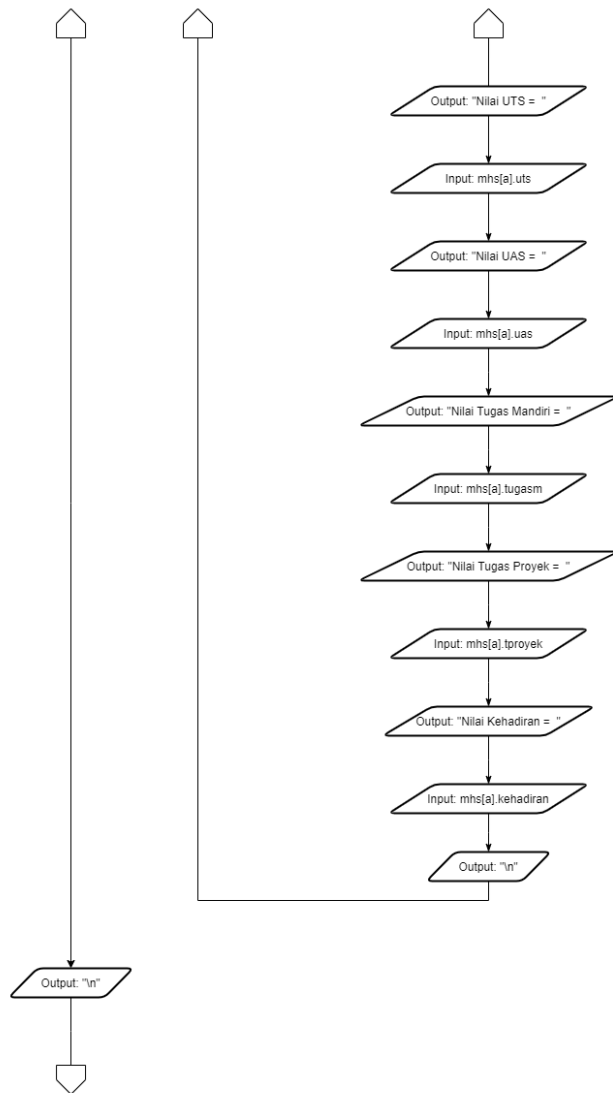 Output: "Nilai UTS =  "
Input: mhs[a].uts
Output: "Nilai UAS =  "
Input: mhs[a].uas
Output: "Nilai Tugas Mandiri =  "
Input: mhs[a].tugasm
Output: "Nilai Tugas Proyek =  "
Input: mhs[a].tproyek
Output: "Nilai Kehadiran =  "
Input: mhs[a].kehadiran
Output: "\n"
Output: "\n"